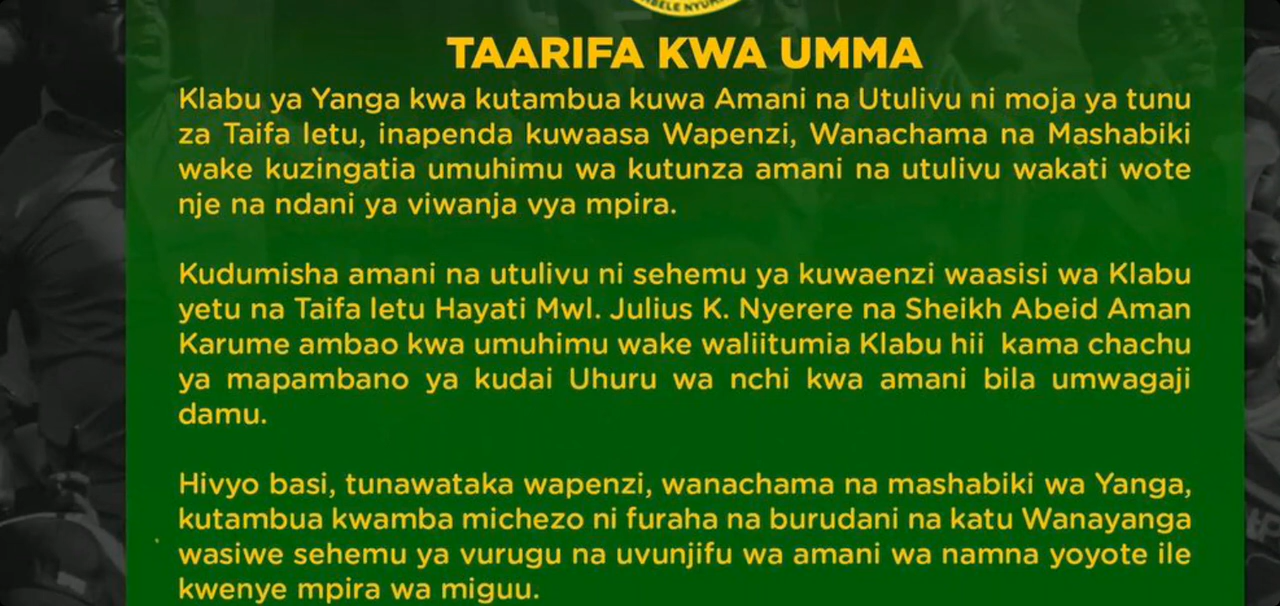 TAARIFA KWA UMMA
Klabu ya Yanga kwa kutambua kuwa Amani na Utulivu ni moja ya tunu
za Taifa letu, inapenda kuwaasa Wapenzi, Wanachama na Mashabiki
wake kuzingatia umuhimu wa kutunza amani na utulivu wakati wote
nje na ndani ya viwanja vya mpira.
Kudumisha amani na utulivu ni sehemu ya kuwaenzi waasisi wa Klabu
yetu na Taifa letu Hayati Mwl. Julius K. Nyerere na Sheikh Abeid Aman
Karume ambao kwa umuhimu wake waliitumia Klabu hii kama chachu
ya mapambano ya kudai Uhuru wa nchi kwa amani bila umwagaji
damu.
Hivyo basi, tunawataka wapenzi, wanachama na mashabiki wa Yanga,
kutambua kwamba michezo ni furaha na burudani na katu Wanayanga
wasiwe sehemu ya vurugu na uvunjifu wa amani wa namna yoyote ile
kwenye mpira wa miguu.